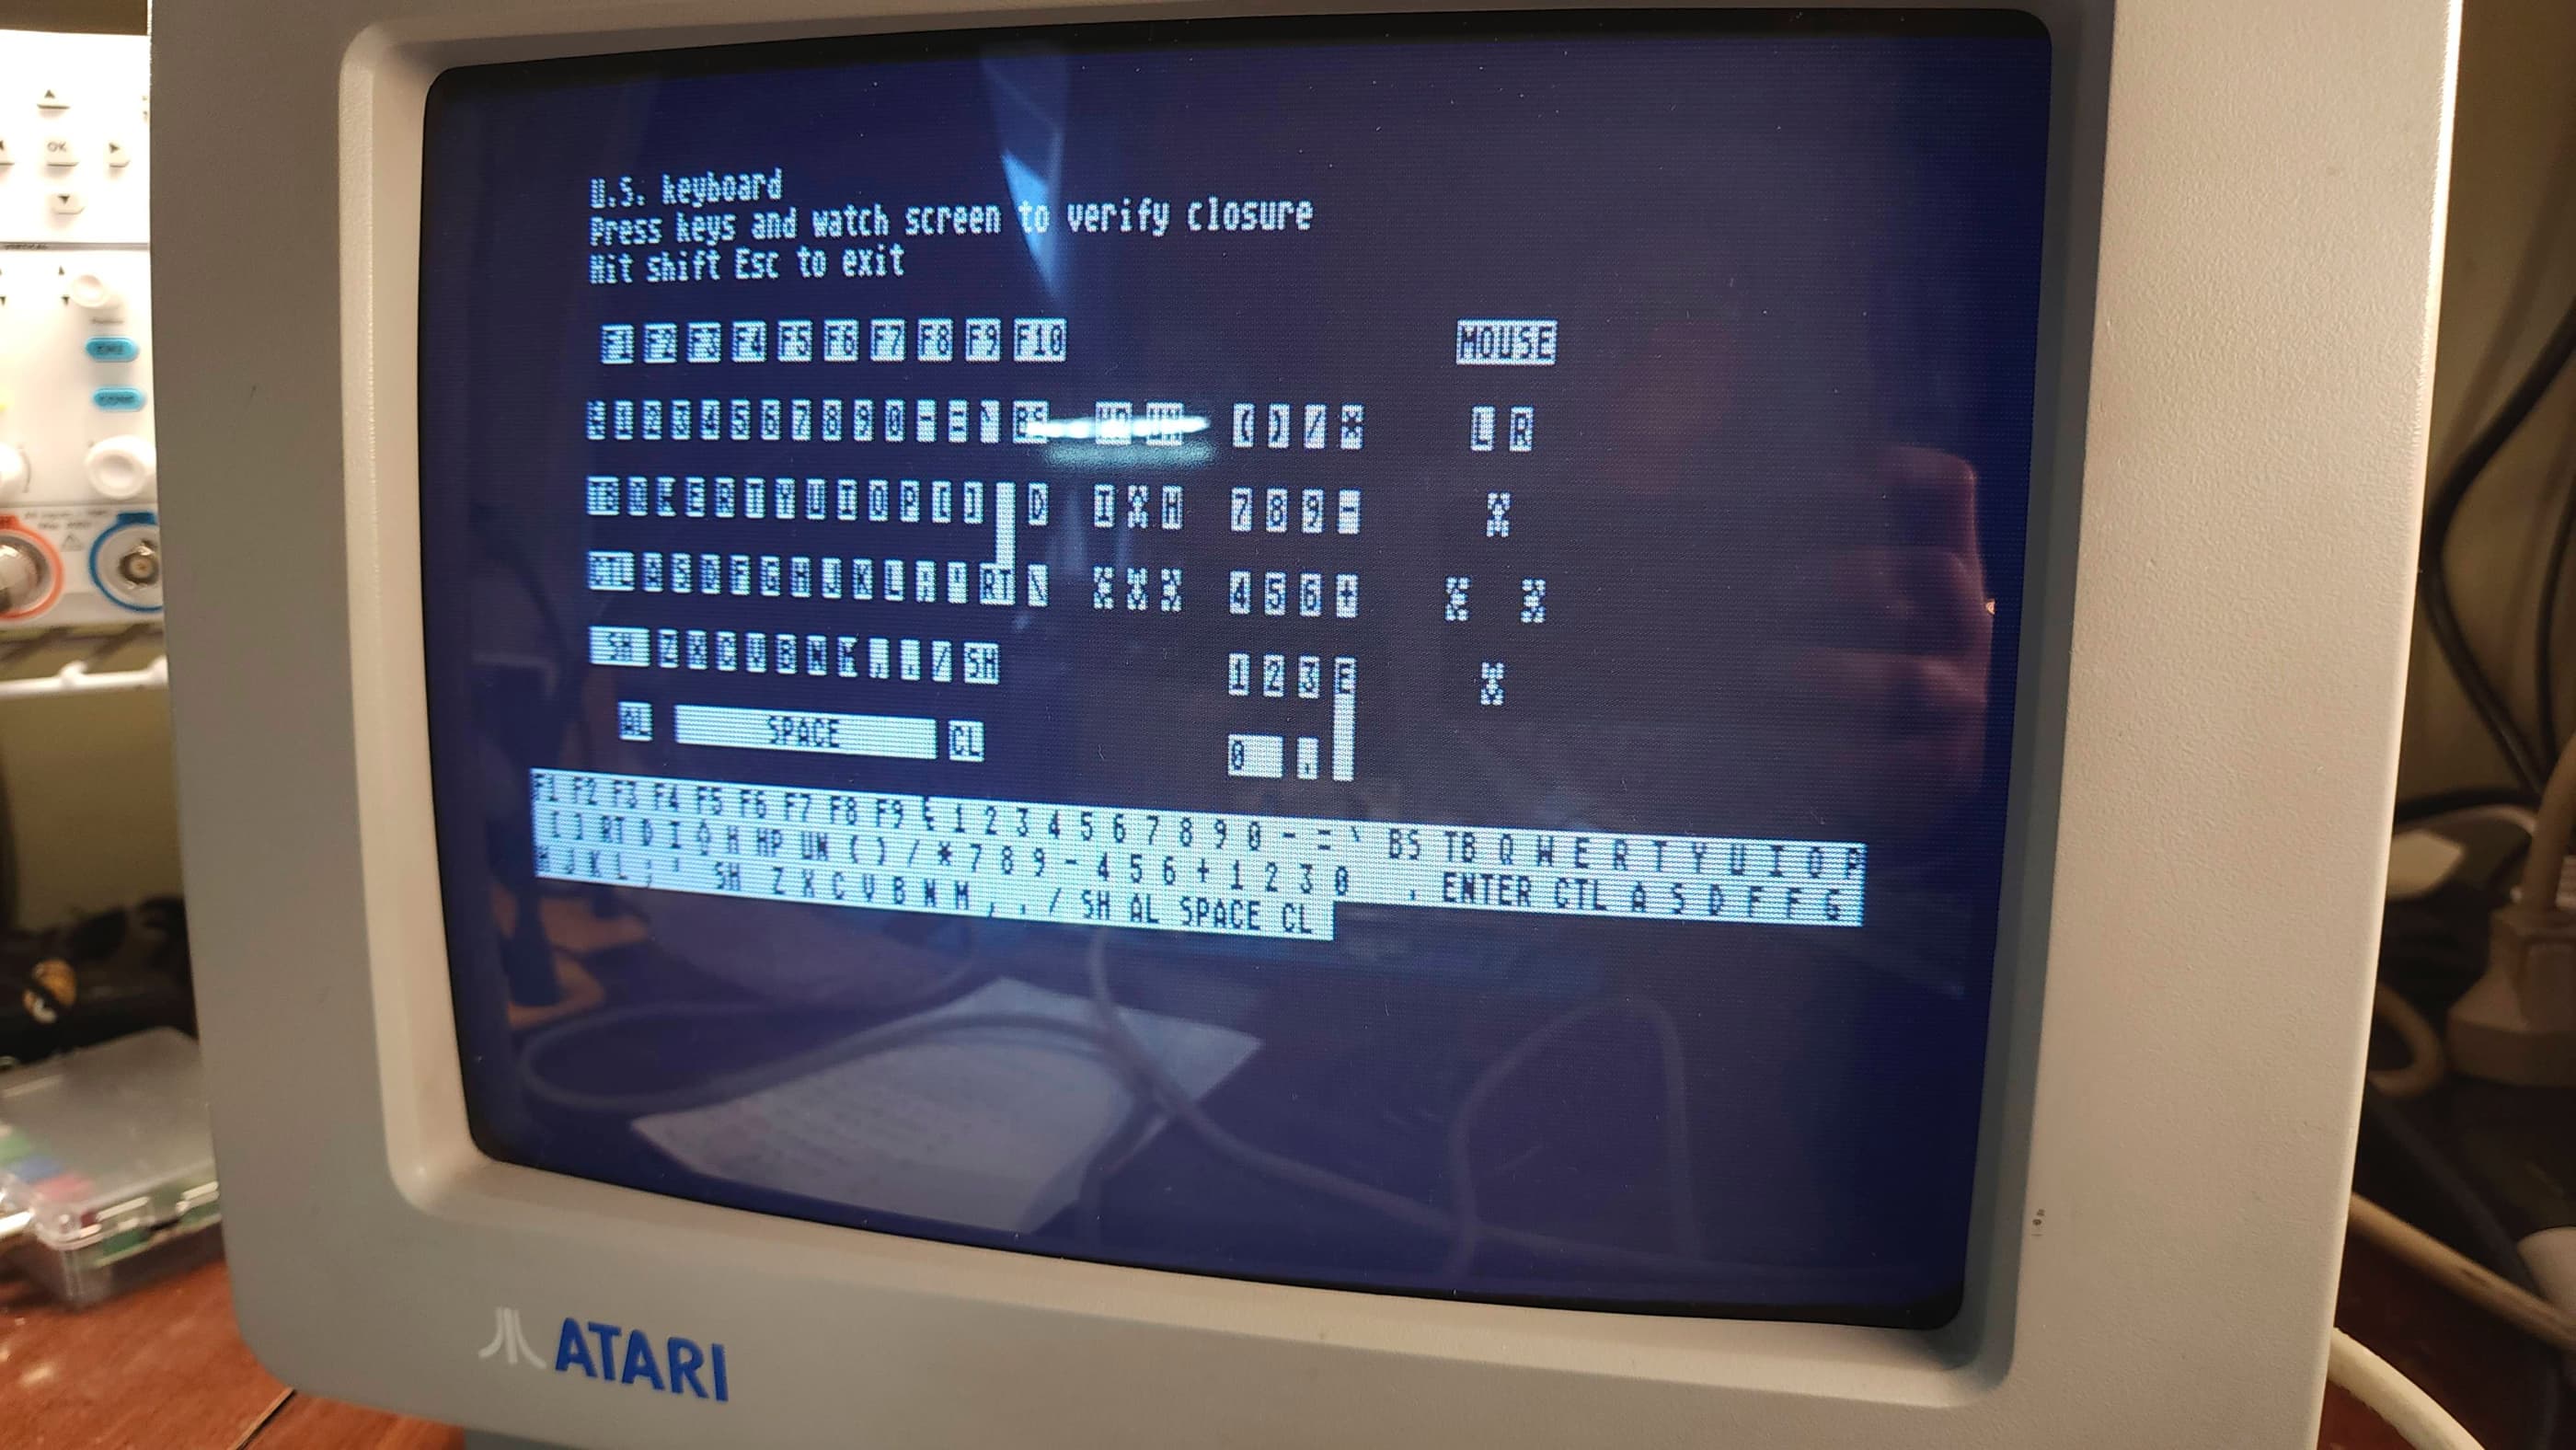 U.S. keyboard
Press keys and watch screen to verify closure
Hit shift Esc to exit
F1 F2 F3 F4 F5 F6 F7 F8 F9 F10 MOUSE
1 2 3 4 5 6 7 8 9 0 - = ` BS ( ) / * L R
TB Q W E R T Y U I O P [ ] D I H 7 8 9 -
CTL A S D F G H J K L ; ' RT \ 4 5 6 +
SH Z X C V B N M , . / SH 1 2 3 E
AL SPACE CL 0 .
F1 F2 F3 F4 F5 F6 F7 F8 F9 1 2 3 4 5 6 7 8 9 0 - = ` BS TB Q W E R T Y U I O P
[ ] RT D I H HP UN ( ) / * 7 8 9 - 4 5 6 + 1 2 3 0 . ENTER CTL A S D F F G
H J K L ; ' SH Z X C V B N M , . / SH AL SPACE CL
ATARI
OK